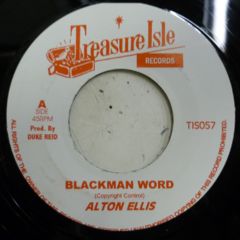 Treasure Isle
RECORDS
A
SIDE
45RPM
Prod. By
DUKE REID
TIS057
BLACKMAN WORD
(Copyright Control)
ALTON ELLIS